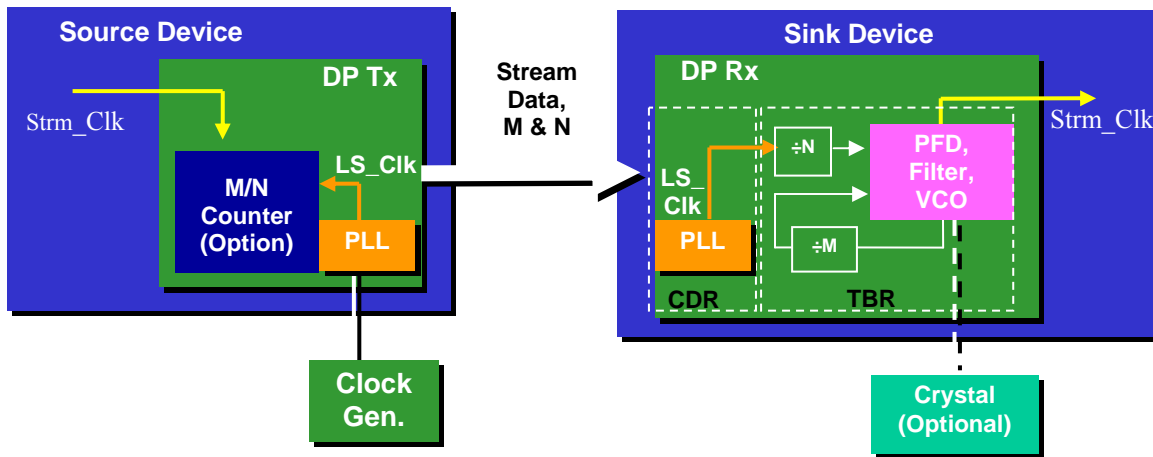 Source Device
DP Tx
Strm_Clk
M/N
Counter
(Option)
LS_Clk
PLL
Clock
Gen.
Stream
Data,
M & N
Sink Device
DP Rx
LS_
Clk
PLL
CDR
÷N
÷M
PFD,
Filter,
VCO
TBR
Strm_Clk
Crystal
(Optional)